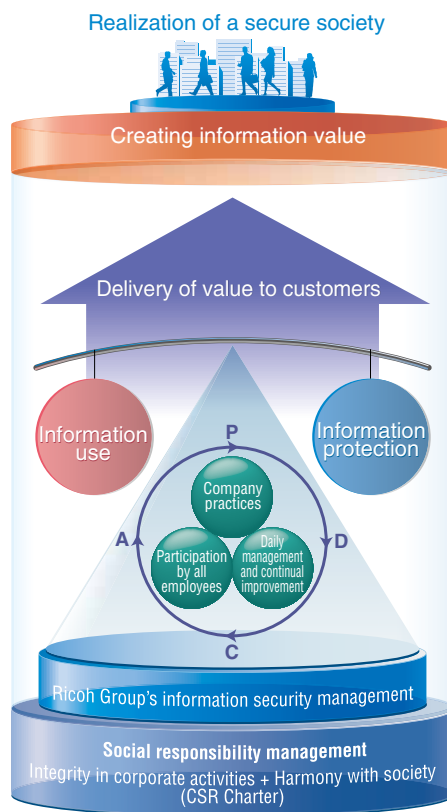 Realization of a secure society
Creating information value
Delivery of value to customers
Information
use
Information
protection
P
Company
practices
A
D
Participation
by all
employees
Daily
management
and continual
improvement
C
Ricoh Group's information security management
Social responsibility management
Integrity in corporate activities + Harmony with society
(CSR Charter)